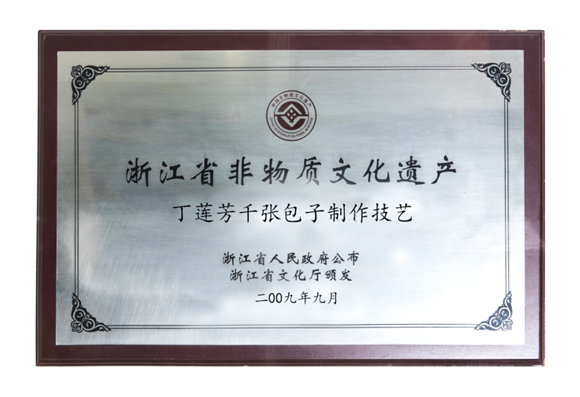 浙江省非物质文化遗产
丁莲芳千张包子制作技艺
浙江省人民政府公布
浙江省文化厅颁发
二00九年九月